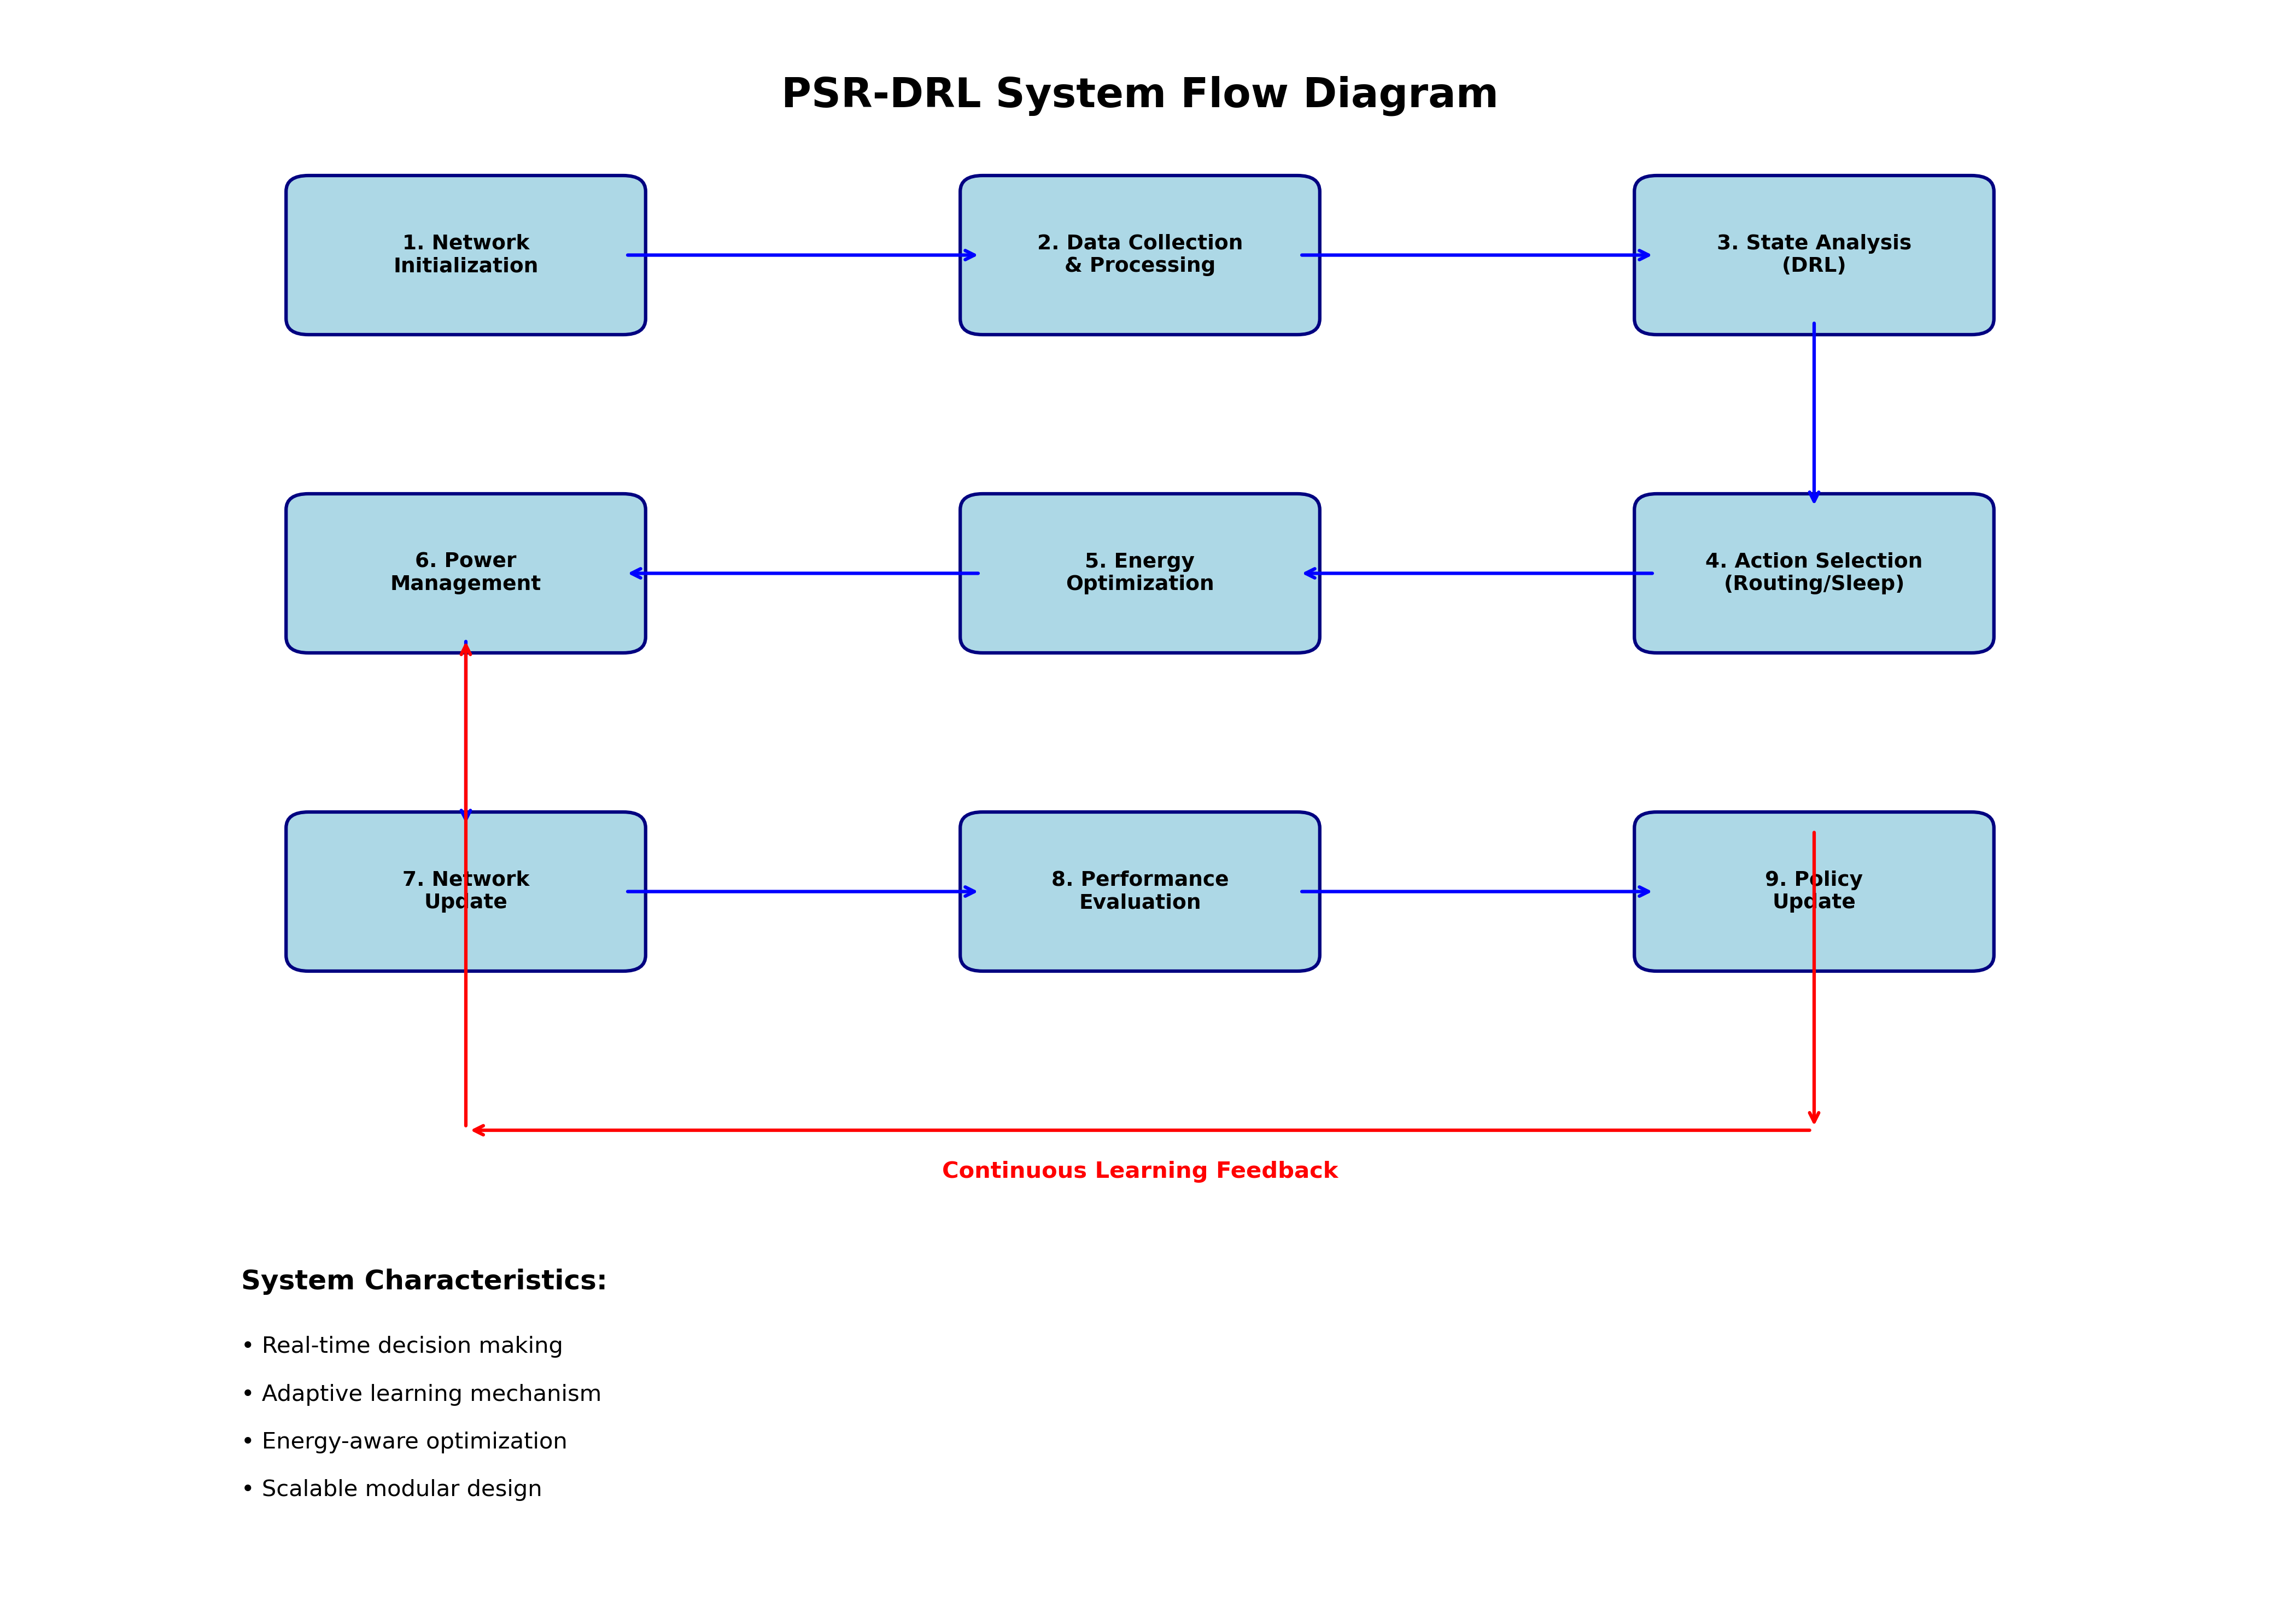 PSR-DRL System Flow Diagram
1. Network
Initialization
2. Data Collection
& Processing
3. State Analysis
(DRL)
6. Power
Management
5. Energy
Optimization
4. Action Selection
(Routing/Sleep)
7. Network
Update
8. Performance
Evaluation
9. Policy
Update
Continuous Learning Feedback
System Characteristics:
• Real-time decision making
• Adaptive learning mechanism
• Energy-aware optimization
• Scalable modular design